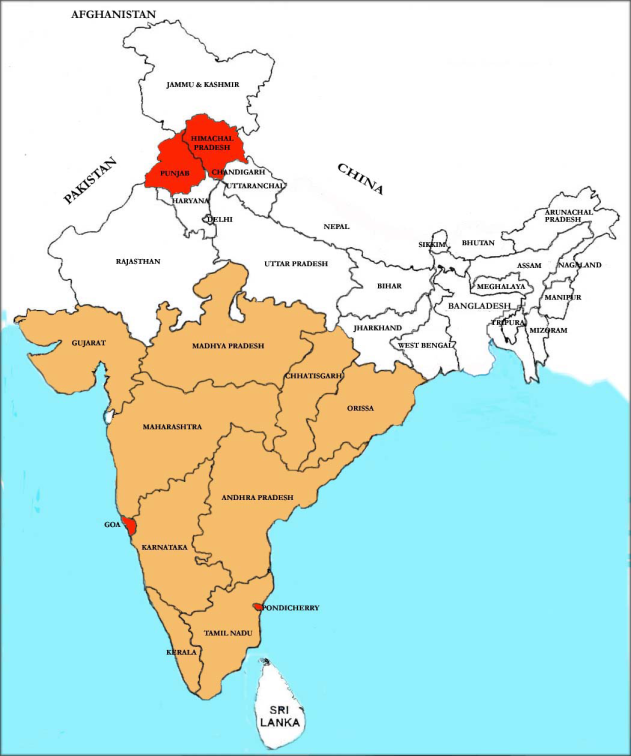 AFGHANISTAN
JAMMU & KASHMIR
HIMACHAL
PRADESH
PAKISTAN
PUNJAB
CHANDIGARH
CHINA
UTTARANCHAL
HARYANA
DELHI
NEPAL
ARUNACHAL
PRADESH
SIKKIM
BHUTAN
RAJASTHAN
UTTAR PRADESH
ASSAM
NAGALAND
BIHAR
MEGHALAYA
MANIPUR
BANGLADESH
TRIPURA
MIZORAM
JHARKHAND
WEST BENGAL
GUJARAT
MADHYA PRADESH
CHHATISGARH
ORISSA
MAHARASHTRA
ANDHRA PRADESH
GOA
KARNATAKA
PONDICHERRY
TAMIL NADU
KERALA
SRI
LANKA